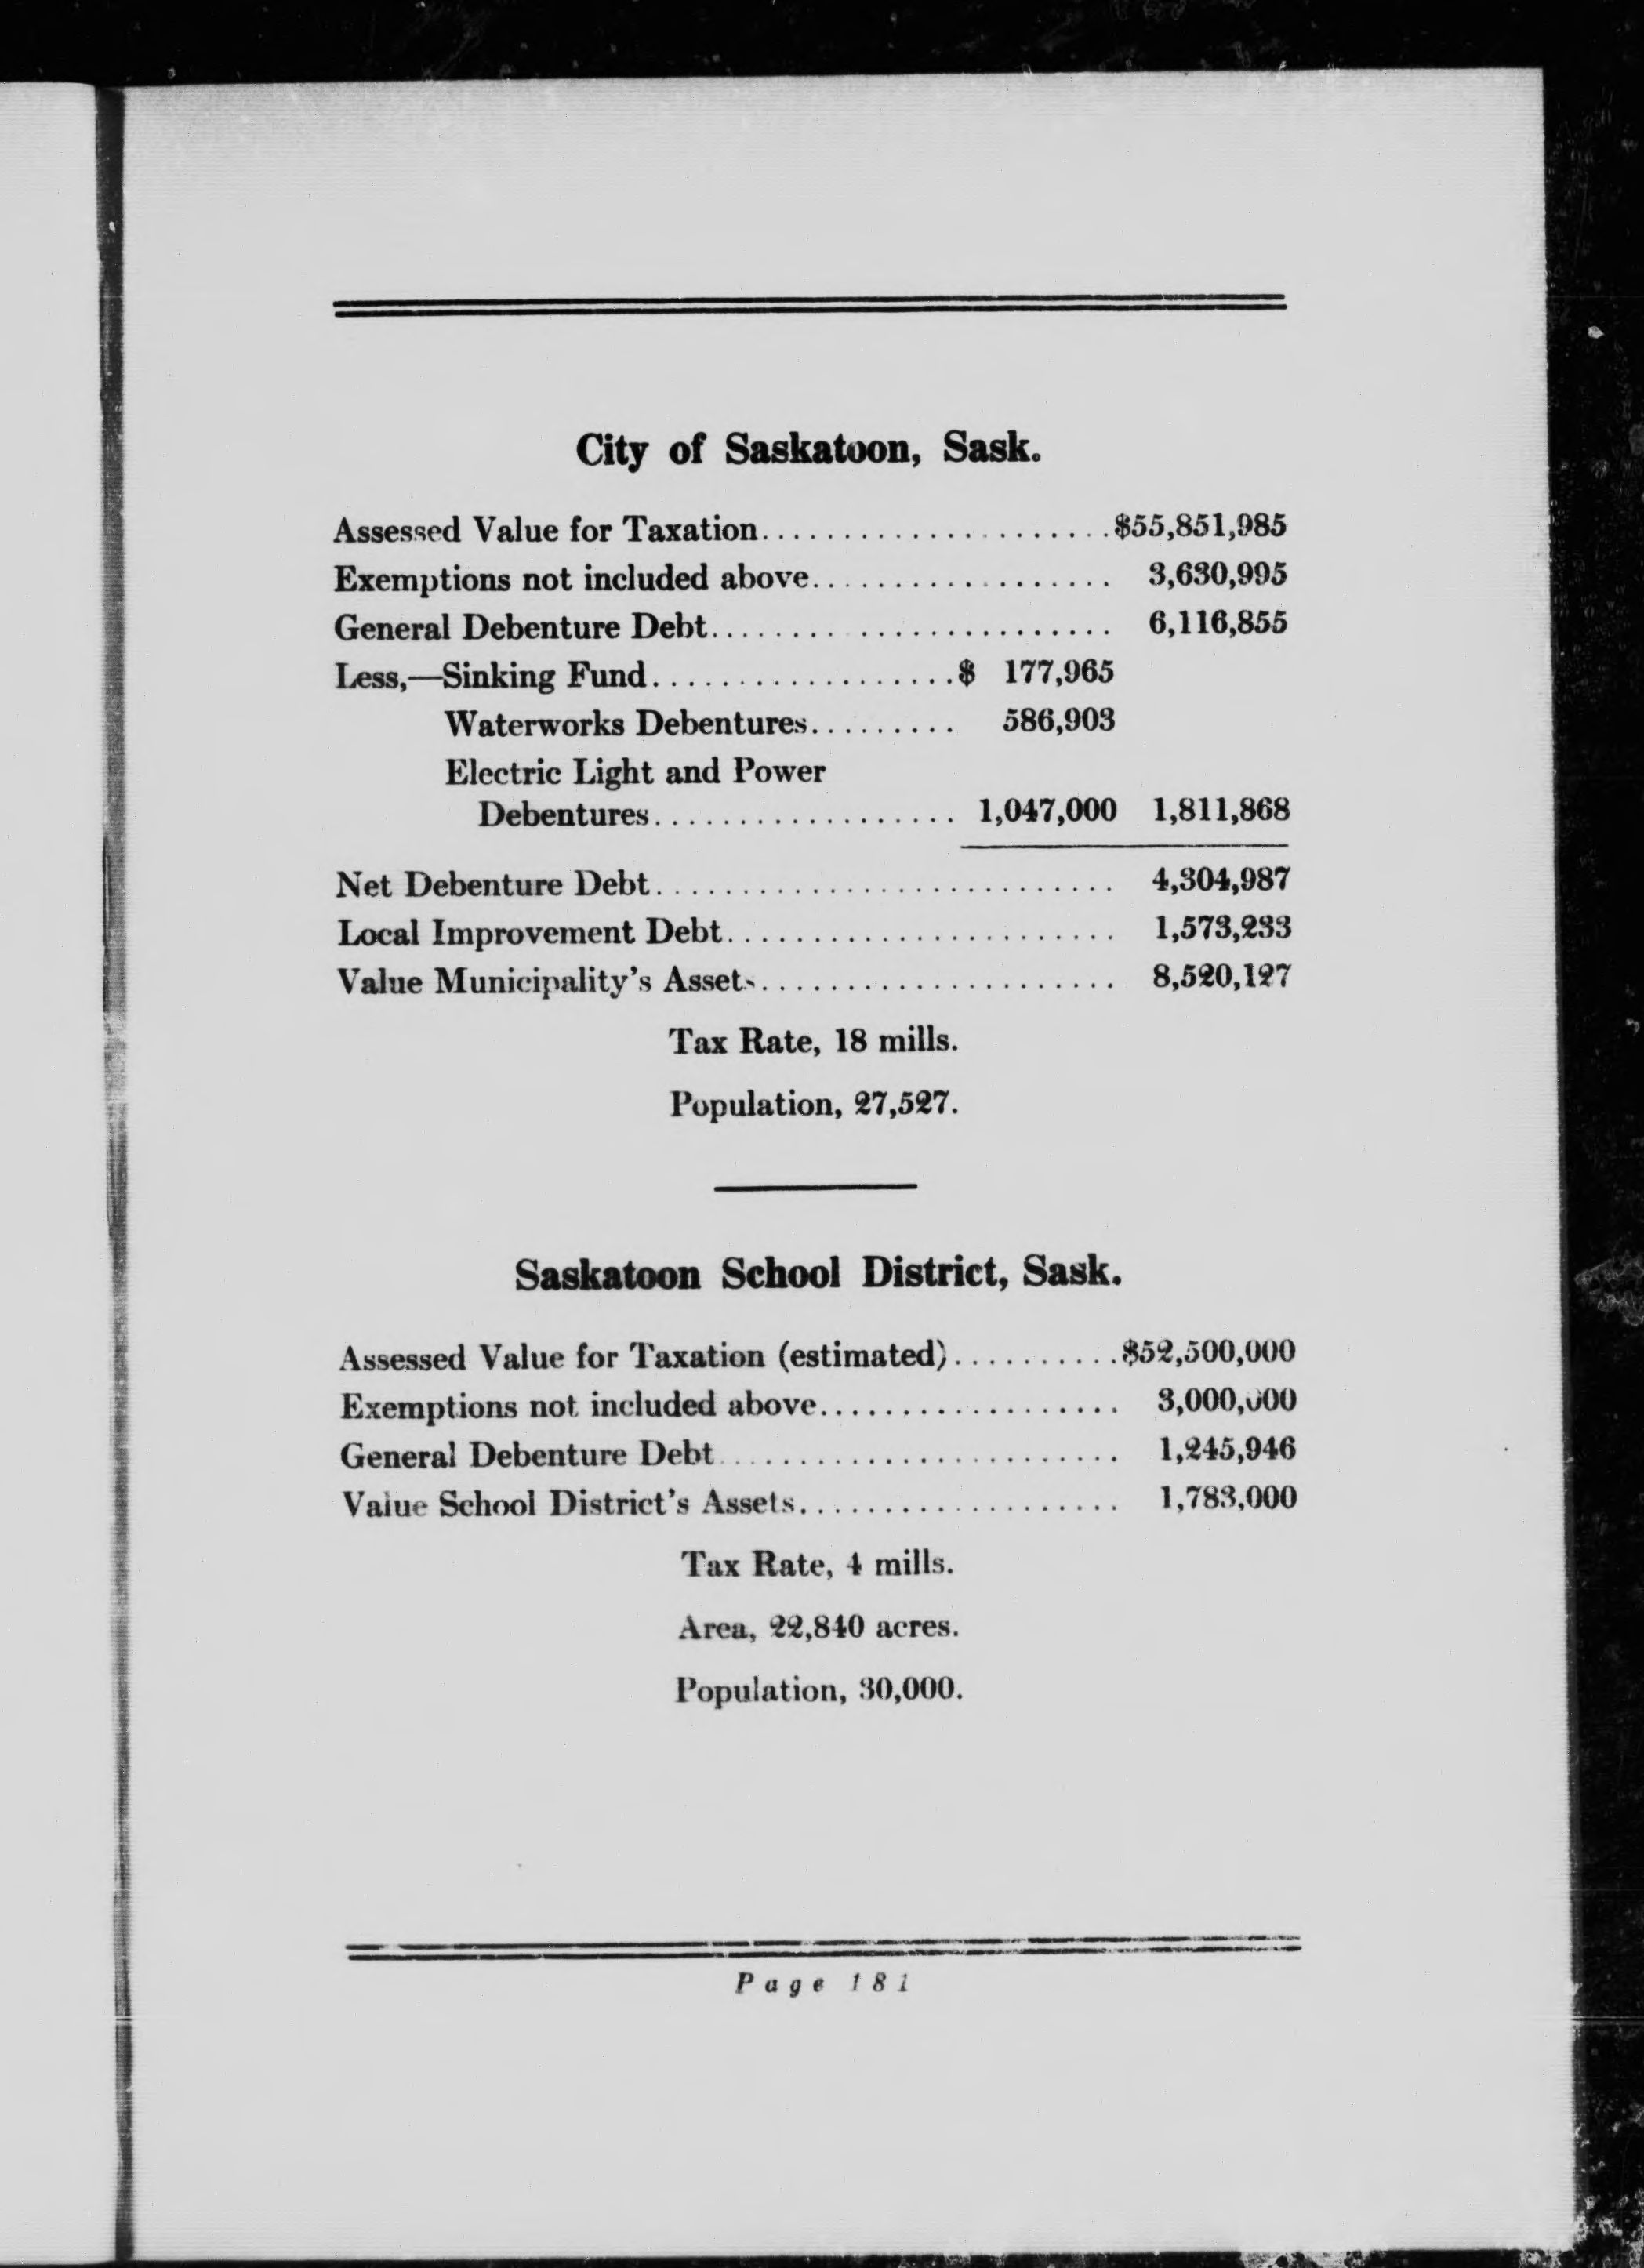 City of Saskatoon, Sask.
Assessed Value for Taxation......................$55,851,985
Exemptions not included above................... 3,630,995
General Debenture Debt......................... 6,116,855
Less,—Sinking Fund...................$ 177,965
Waterworks Debentures......... 586,903
Electric Light and Power
Debentures................... 1,047,000 1,811,868
Net Debenture Debt............................. 4,304,987
Local Improvement Debt........................ 1,573,233
Value Municipality's Assets...................... 8,520,127
Tax Rate, 18 mills.
Population, 27,527.
Saskatoon School District, Sask.
Assessed Value for Taxation (estimated)..........$52,500,000
Exemptions not included above................... 3,000,000
General Debenture Debt......................... 1,245,946
Value School District's Assets.................... 1,783,000
Tax Rate, 4 mills.
Area, 22,840 acres.
Population, 30,000.
Page 181